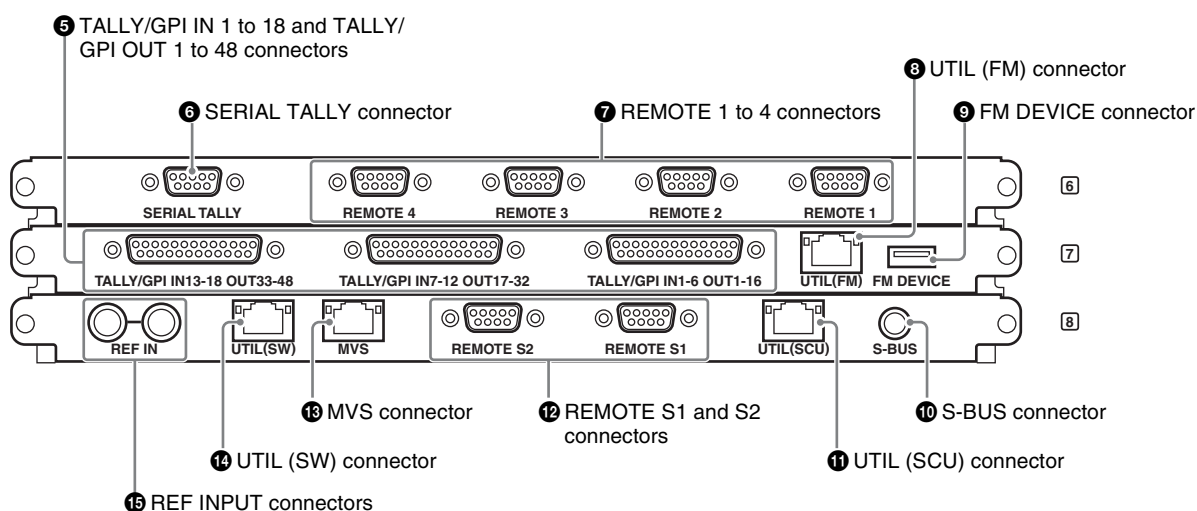 ❺ TALLY/GPI IN 1 to 18 and TALLY/
GPI OUT 1 to 48 connectors
❽ UTIL (FM) connector
❻ SERIAL TALLY connector
❼ REMOTE 1 to 4 connectors
❾ FM DEVICE connector
SERIAL TALLY REMOTE 4 REMOTE 3 REMOTE 2 REMOTE 1
6
TALLY/GPI IN13-18 OUT33-48 TALLY/GPI IN7-12 OUT17-32 TALLY/GPI IN1-6 OUT1-16 UTIL(FM) FM DEVICE
7
REF IN UTIL(SW) MVS REMOTE S2 REMOTE S1 UTIL(SCU) S-BUS
8
⓭ MVS connector
⓬ REMOTE S1 and S2
connectors
❿ S-BUS connector
⓮ UTIL (SW) connector
⓫ UTIL (SCU) connector
⓯ REF INPUT connectors